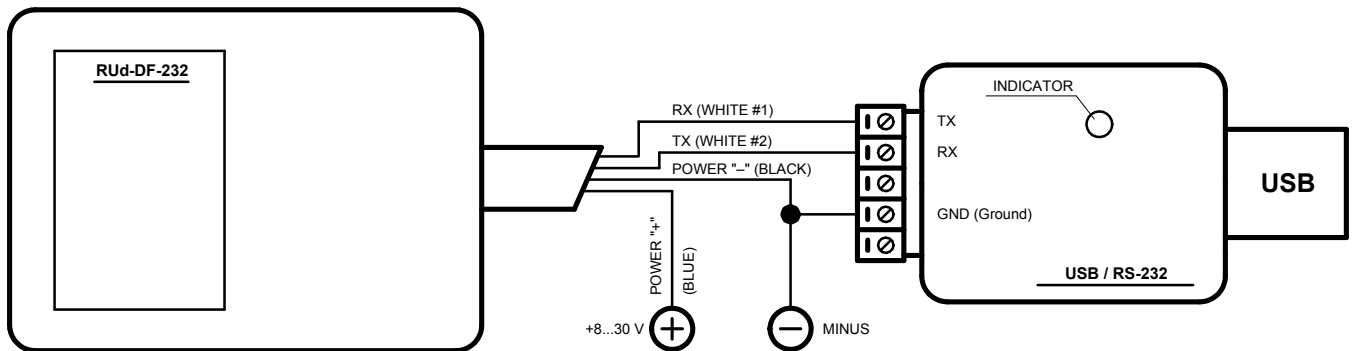 RUd-DF-232
RX (WHITE #1)
TX (WHITE #2)
POWER "–" (BLACK)
POWER "+"
(BLUE)
+8...30 V
MINUS
INDICATOR
TX
RX
GND (Ground)
USB / RS-232
USB